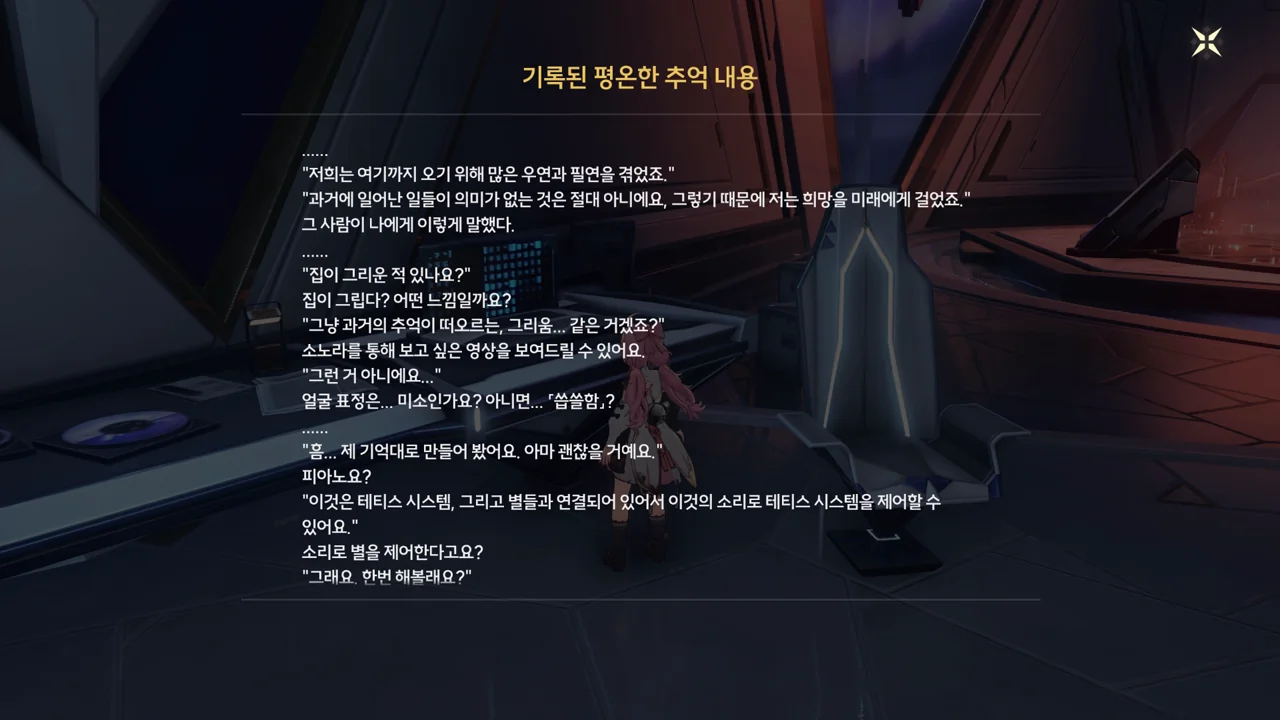 기록된 평온한 추억 내용
......
"저희는 여기까지 오기 위해 많은 우연과 필연을 겪었죠."
"과거에 일어난 일들이 의미가 없는 것은 절대 아니에요, 그렇기 때문에 저는 희망을 미래에게 걸었죠."
그 사람이 나에게 이렇게 말했다.
......
"집이 그리운 적 있나요?"
집이 그립다? 어떤 느낌일까요?
"그냥 과거의 추억이 떠오르는, 그리움... 같은 거겠죠?"
소노라를 통해 보고 싶은 영상을 보여드릴 수 있어요.
"그런 거 아니에요..."
얼굴 표정은... 미소인가요? 아니면... 「씁쓸함」?
......
"흠... 제 기억대로 만들어 봤어요. 아마 괜찮을 거예요."
피아노요?
"이것은 테티스 시스템, 그리고 별들과 연결되어 있어서 이것의 소리로 테티스 시스템을 제어할 수
있어요."
소리로 별을 제어한다고요?
"그래요. 한번 해볼래요?"